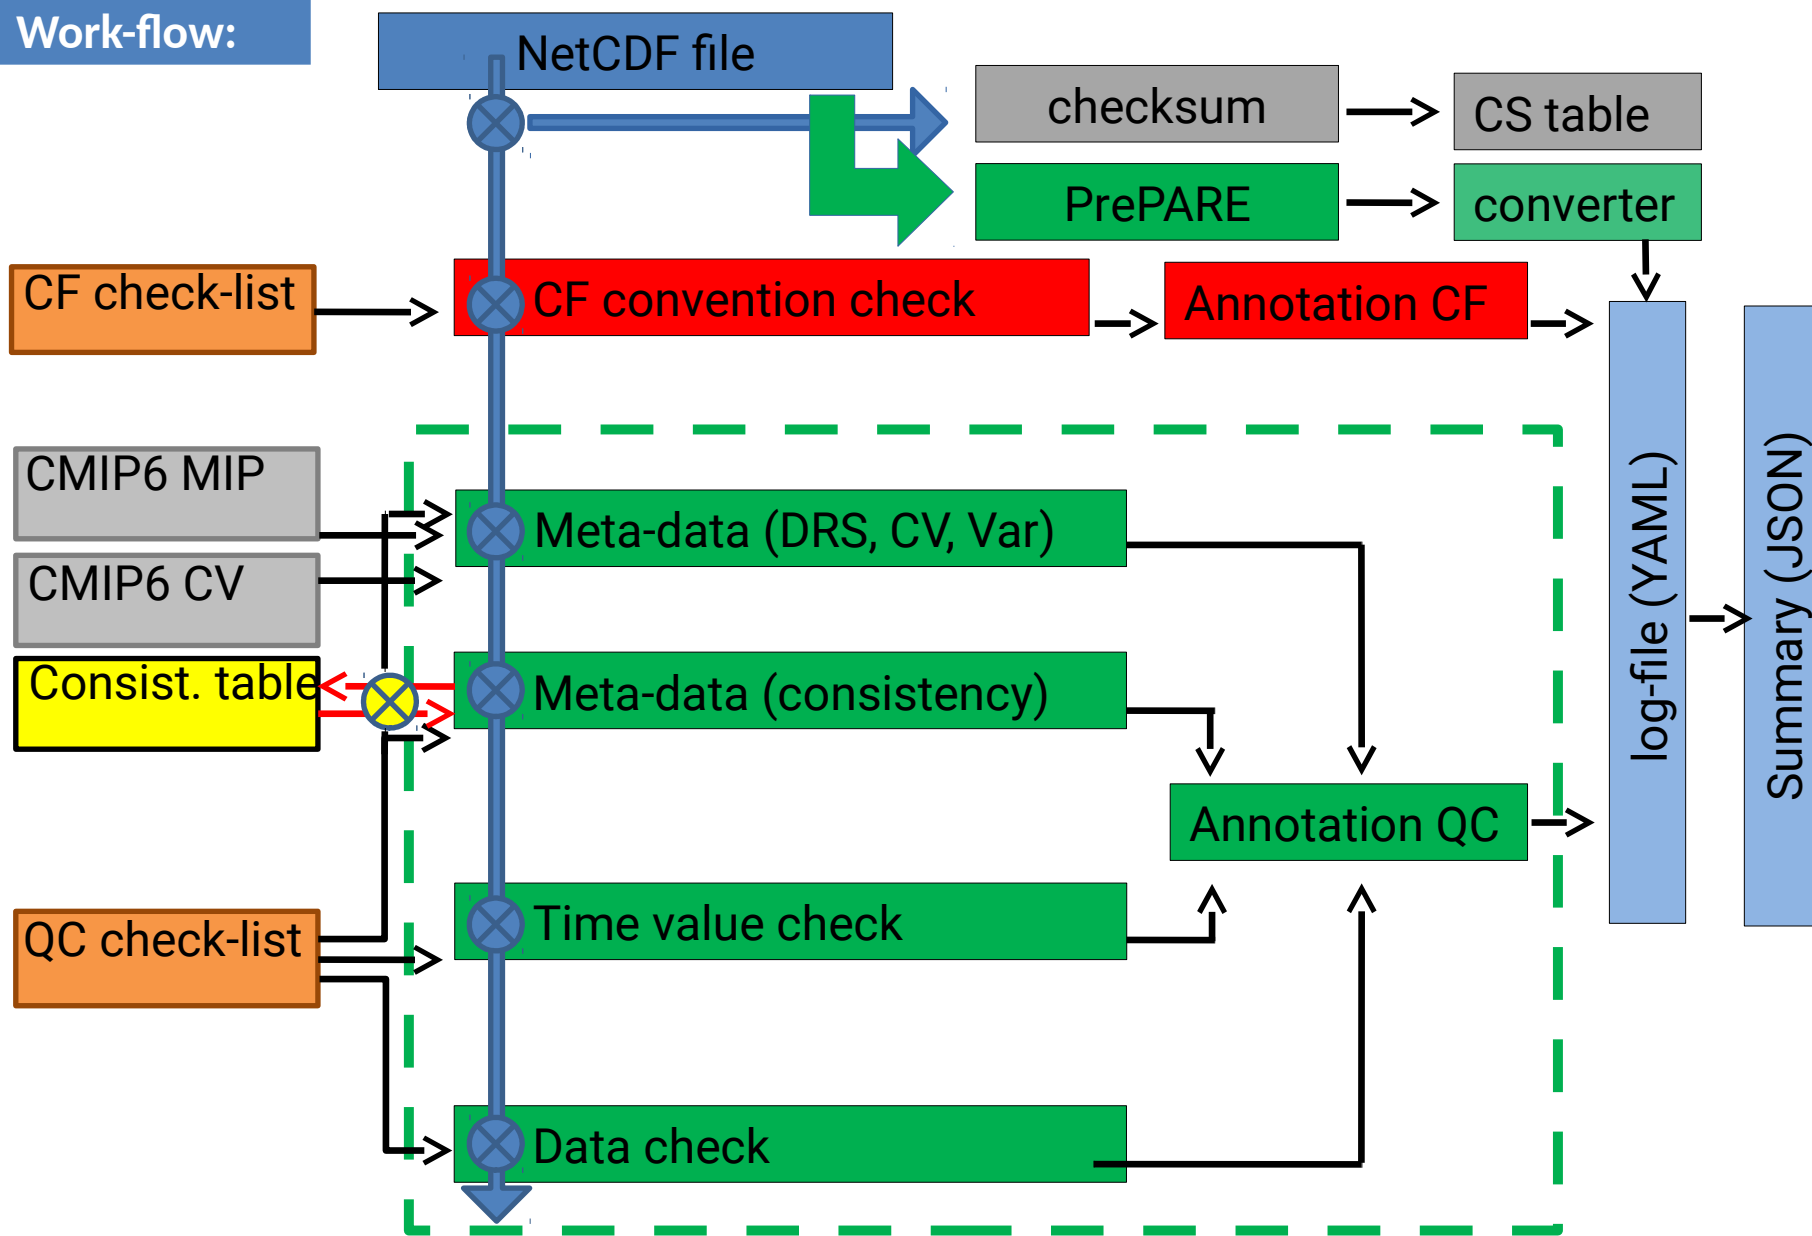 Work-flow:
NetCDF file
checksum
CS table
PrePARE
converter
CF check-list
CF convention check
Annotation CF
CMIP6 MIP
Meta-data (DRS, CV, Var)
CMIP6 CV
Consist. table
Meta-data (consistency)
Annotation QC
QC check-list
Time value check
Data check
log-file (YAML)
Summary (JSON)